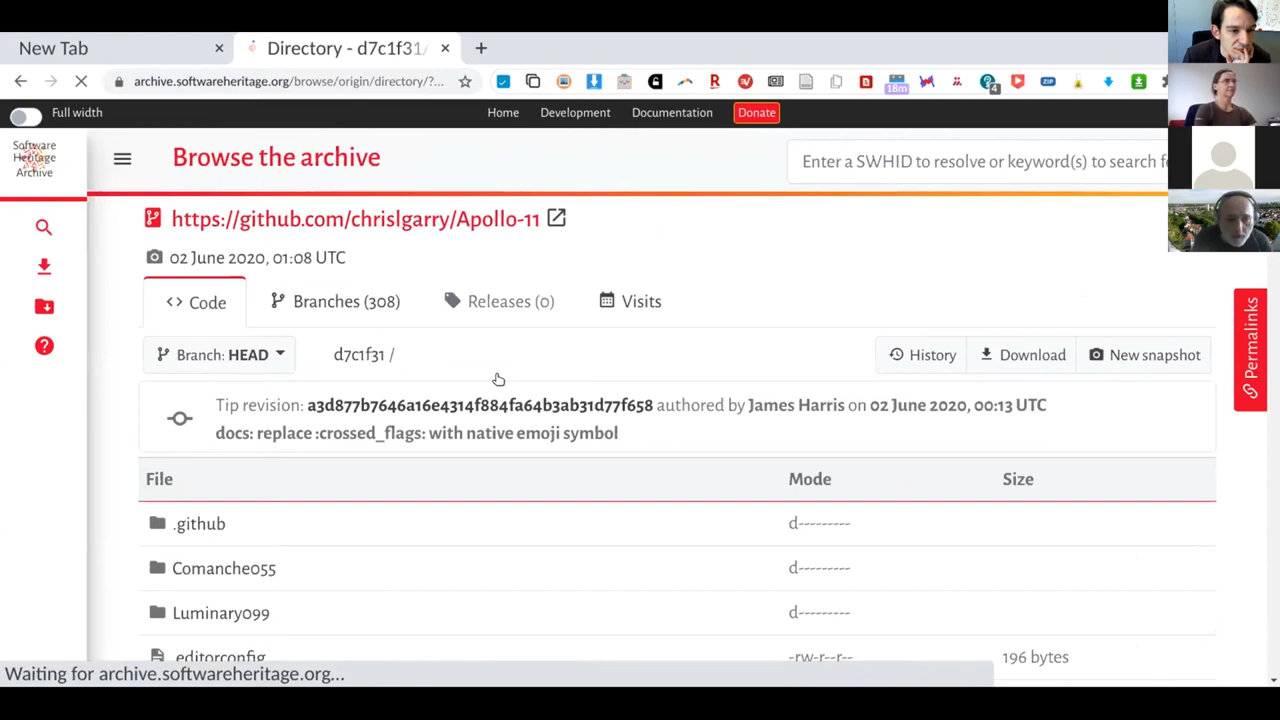 New Tab
Directory - d7c1f31/
archive.softwareheritage.org/browse/origin/directory/?...
18m
4
ZIP
Full width
Home
Development
Documentation
Donate
Software
Heritage
Archive
Browse the archive
Enter a SWHID to resolve or keyword(s) to search f
https://github.com/chrislgarry/Apollo-11
02 June 2020, 01:08 UTC
<> Code
Branches (308)
Releases (0)
Visits
Permalinks
Branch: HEAD
d7c1f31 /
History
Download
New snapshot
Tip revision: a3d877b7646a16e4314f884fa64b3ab31d77f658 authored by James Harris on 02 June 2020, 00:13 UTC
docs: replace :crossed_flags: with native emoji symbol
File
Mode
Size
.github
d---------
Comanche055
d---------
Luminary099
d---------
.editorconfig
-rw-r--r--
196 bytes
Waiting for archive.softwareheritage.org...